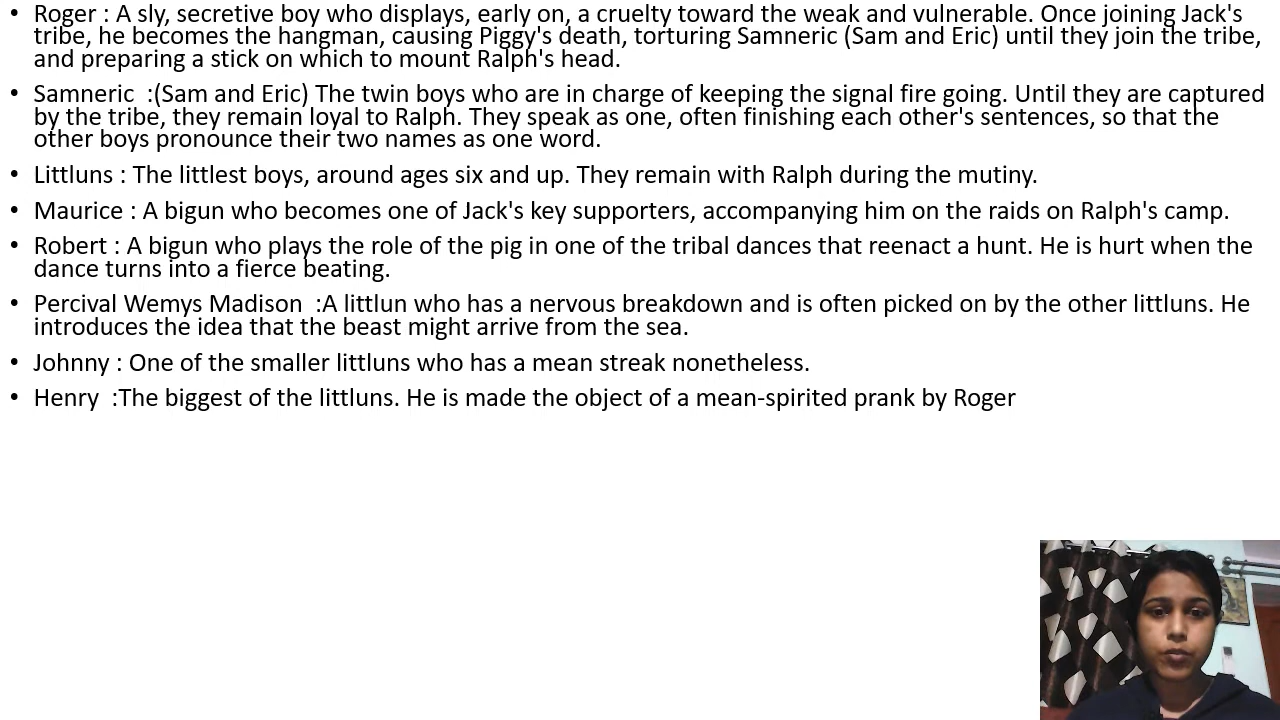 • Roger : A sly, secretive boy who displays, early on, a cruelty toward the weak and vulnerable. Once joining Jack's
tribe, he becomes the hangman, causing Piggy's death, torturing Samneric (Sam and Eric) until they join the tribe,
and preparing a stick on which to mount Ralph's head.
• Samneric  :(Sam and Eric) The twin boys who are in charge of keeping the signal fire going. Until they are captured
by the tribe, they remain loyal to Ralph. They speak as one, often finishing each other's sentences, so that the
other boys pronounce their two names as one word.
• Littluns : The littlest boys, around ages six and up. They remain with Ralph during the mutiny.
• Maurice : A bigun who becomes one of Jack's key supporters, accompanying him on the raids on Ralph's camp.
• Robert : A bigun who plays the role of the pig in one of the tribal dances that reenact a hunt. He is hurt when the
dance turns into a fierce beating.
• Percival Wemys Madison  :A littlun who has a nervous breakdown and is often picked on by the other littluns. He
introduces the idea that the beast might arrive from the sea.
• Johnny : One of the smaller littluns who has a mean streak nonetheless.
• Henry  :The biggest of the littluns. He is made the object of a mean-spirited prank by Roger